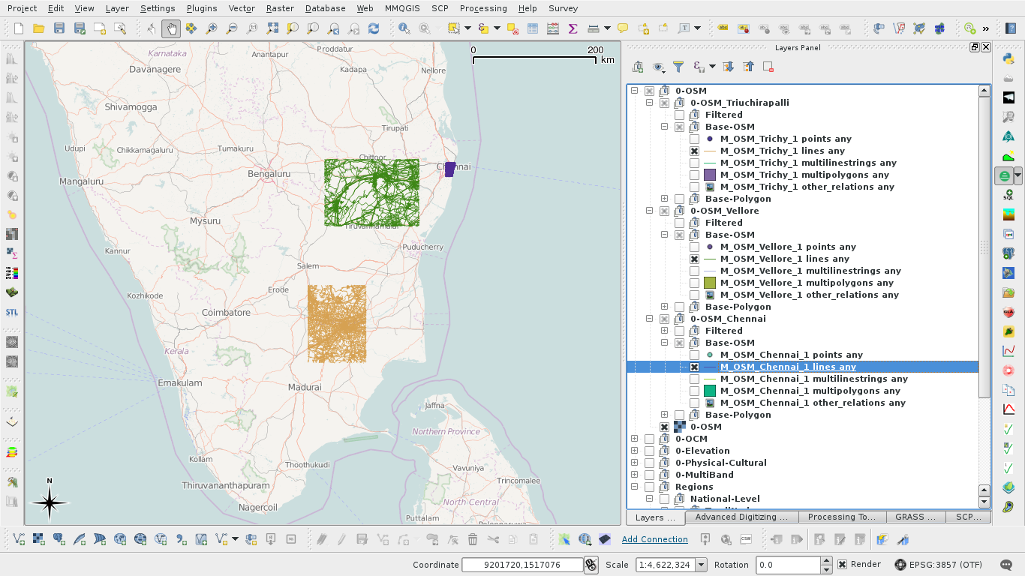 Project Edit View Layer Settings Plugins Vector Raster Database Web MMQGIS SCP Processing Help Survey
Layers Panel
0-OSM
0-OSM_Triuchirapalli
Filtered
Base-OSM
M_OSM_Trichy_1 points any
M_OSM_Trichy_1 lines any
M_OSM_Trichy_1 multilinestrings any
M_OSM_Trichy_1 multipolygons any
M_OSM_Trichy_1 other_relations any
Base-Polygon
0-OSM_Vellore
Filtered
Base-OSM
M_OSM_Vellore_1 points any
M_OSM_Vellore_1 lines any
M_OSM_Vellore_1 multilinestrings any
M_OSM_Vellore_1 multipolygons any
M_OSM_Vellore_1 other_relations any
Base-Polygon
0-OSM_Chennai
Filtered
Base-OSM
M_OSM_Chennai_1 points any
M_OSM_Chennai_1 lines any
M_OSM_Chennai_1 multilinestrings any
M_OSM_Chennai_1 multipolygons any
M_OSM_Chennai_1 other_relations any
Base-Polygon
0-OSM
0-OCM
0-Elevation
0-Physical-Cultural
0-MultiBand
Regions
National-Level
Layers ...
Advanced Digitizing ...
Processing To...
GRASS ...
SCP...
0 200
km
Karnataka
Proddatur
Anantapur
Davanagere
Kadapa
Nellore
Shivamogga
Tirupati
Udupi
Chikkamagaluru
Tumakuru
Chittoor
Bengaluru
Mangaluru
Mysuru
Kannur
Puducherry
Salem
Kozhikode
Erode
Coimbatore
Kerala
Ernakulam
Madurai
Jaffna
Northern Province
Kollam
Thoothukudi
Vavuniya
Thiruvananthapuram
Trincomalee
Nagercoil
North Central
Puttalam
N
STL
Add Connection
Coordinate 9201720,1517076 Scale 1:4,622,324 Rotation 0.0 Render EPSG:3857 (OTF)